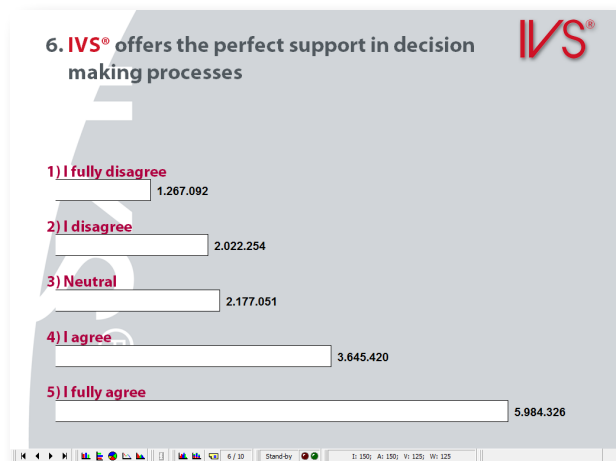 6. IVS® offers the perfect support in decision
making processes
IVS®
1) I fully disagree
1.267.092
2) I disagree
2.022.254
3) Neutral
2.177.051
4) I agree
3.645.420
5) I fully agree
5.984.326
6 / 10 Stand-by I: 150; A: 150; V: 125; W: 125